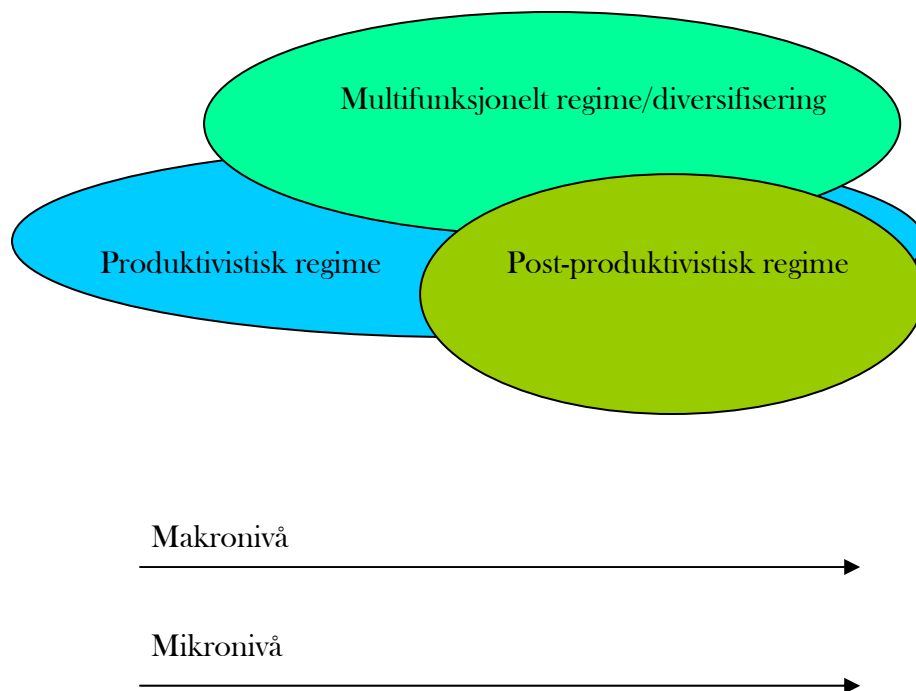 Multifunksjonelt regime/diversifisering
Produktivistisk regime
Post-produktivistisk regime
Makronivå
Mikronivå